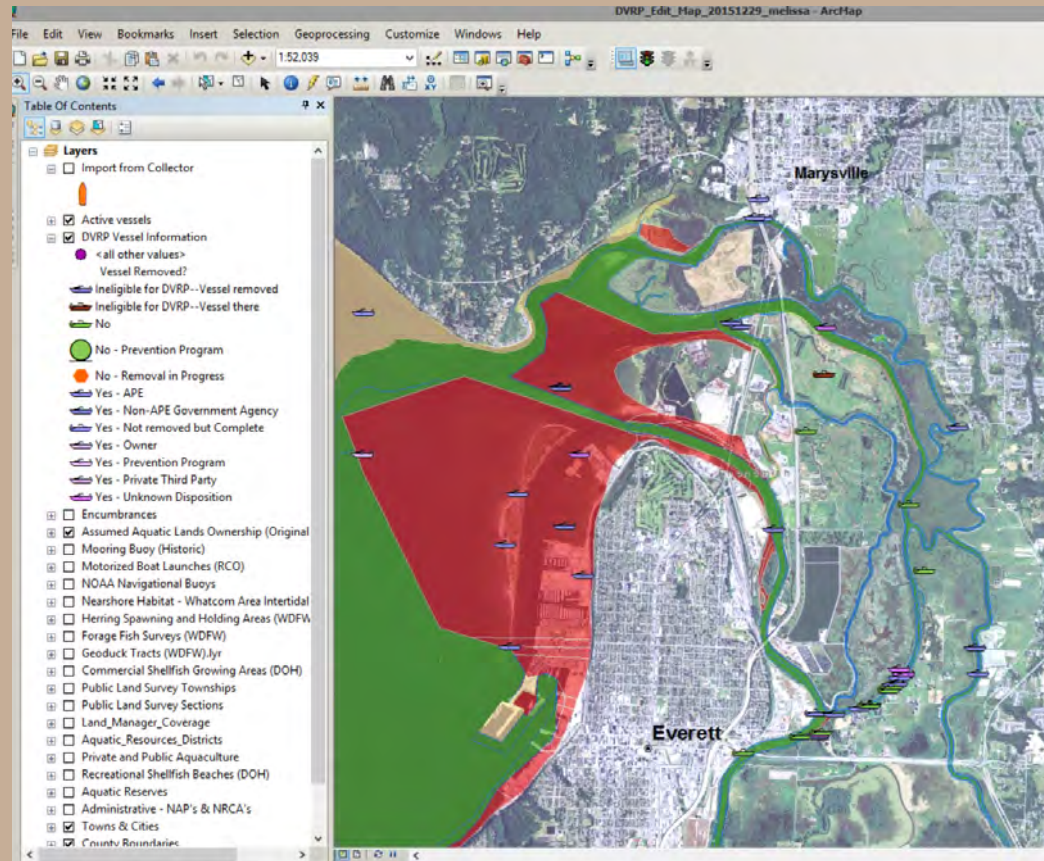 DVRP_Edit_Map_20151229_melissa - ArcMap
File Edit View Bookmarks Insert Selection Geoprocessing Customize Windows Help
1:52,039
Table Of Contents
Layers
Import from Collector
Active vessels
DVRP Vessel Information
<all other values>
Vessel Removed?
Ineligible for DVRP--Vessel removed
Ineligible for DVRP--Vessel there
No
No - Prevention Program
No - Removal in Progress
Yes - APE
Yes - Non-APE Government Agency
Yes - Not removed but Complete
Yes - Owner
Yes - Prevention Program
Yes - Private Third Party
Yes - Unknown Disposition
Encumbrances
Assumed Aquatic Lands Ownership (Original
Mooring Buoy (Historic)
Motorized Boat Launches (RCO)
NOAA Navigational Buoys
Nearshore Habitat - Whatcom Area Intertidal
Herring Spawning and Holding Areas (WDFW
Forage Fish Surveys (WDFW)
Geoduck Tracts (WDFW).lyr
Commercial Shellfish Growing Areas (DOH)
Public Land Survey Townships
Public Land Survey Sections
Land_Manager_Coverage
Aquatic_Resources_Districts
Private and Public Aquaculture
Recreational Shellfish Beaches (DOH)
Aquatic Reserves
Administrative - NAP's & NRCA's
Towns & Cities
County Boundaries
Marysville
Everett